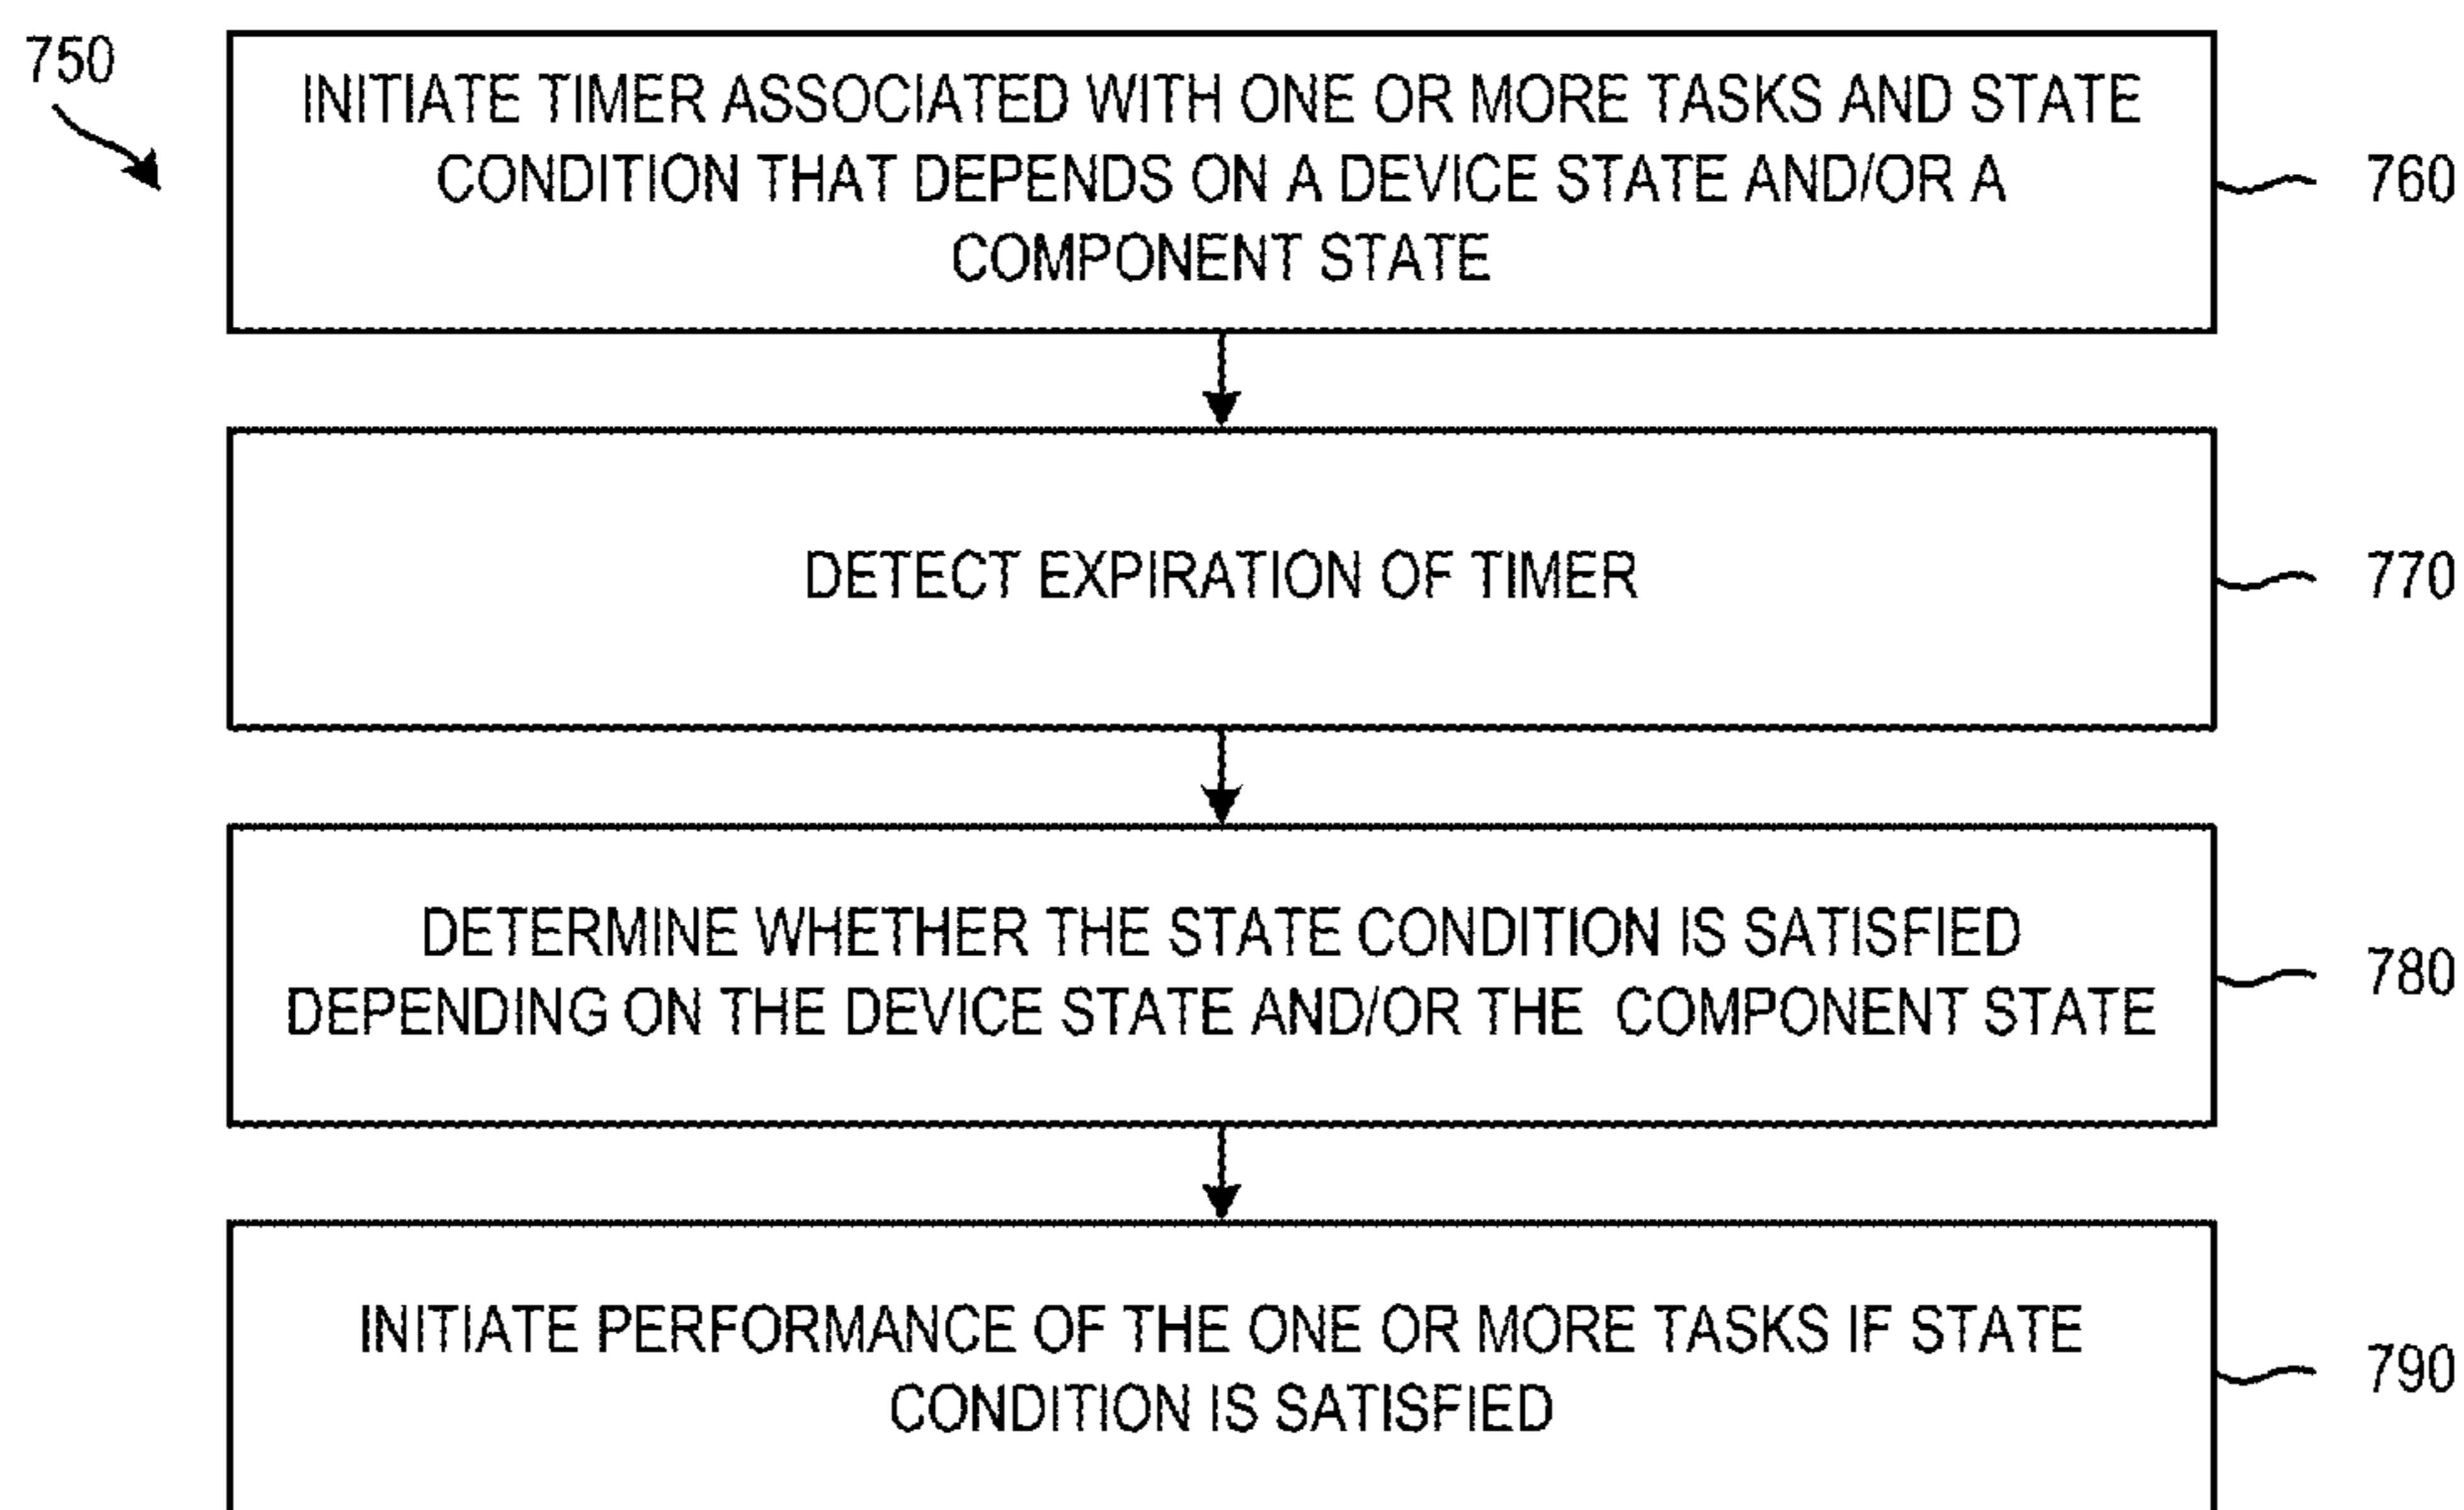 750
INITIATE TIMER ASSOCIATED WITH ONE OR MORE TASKS AND STATE
CONDITION THAT DEPENDS ON A DEVICE STATE AND/OR A
COMPONENT STATE
760
DETECT EXPIRATION OF TIMER
770
DETERMINE WHETHER THE STATE CONDITION IS SATISFIED
DEPENDING ON THE DEVICE STATE AND/OR THE COMPONENT STATE
780
INITIATE PERFORMANCE OF THE ONE OR MORE TASKS IF STATE
CONDITION IS SATISFIED
790